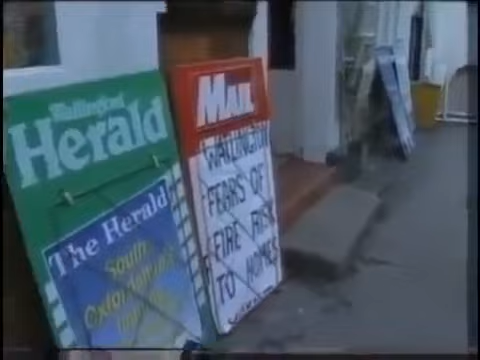 Wallingford
Herald
The Herald
South
Oxfordshire's
MAIL
WALLINGTON
FEARS OF
FIRE RISK
TO HOMES